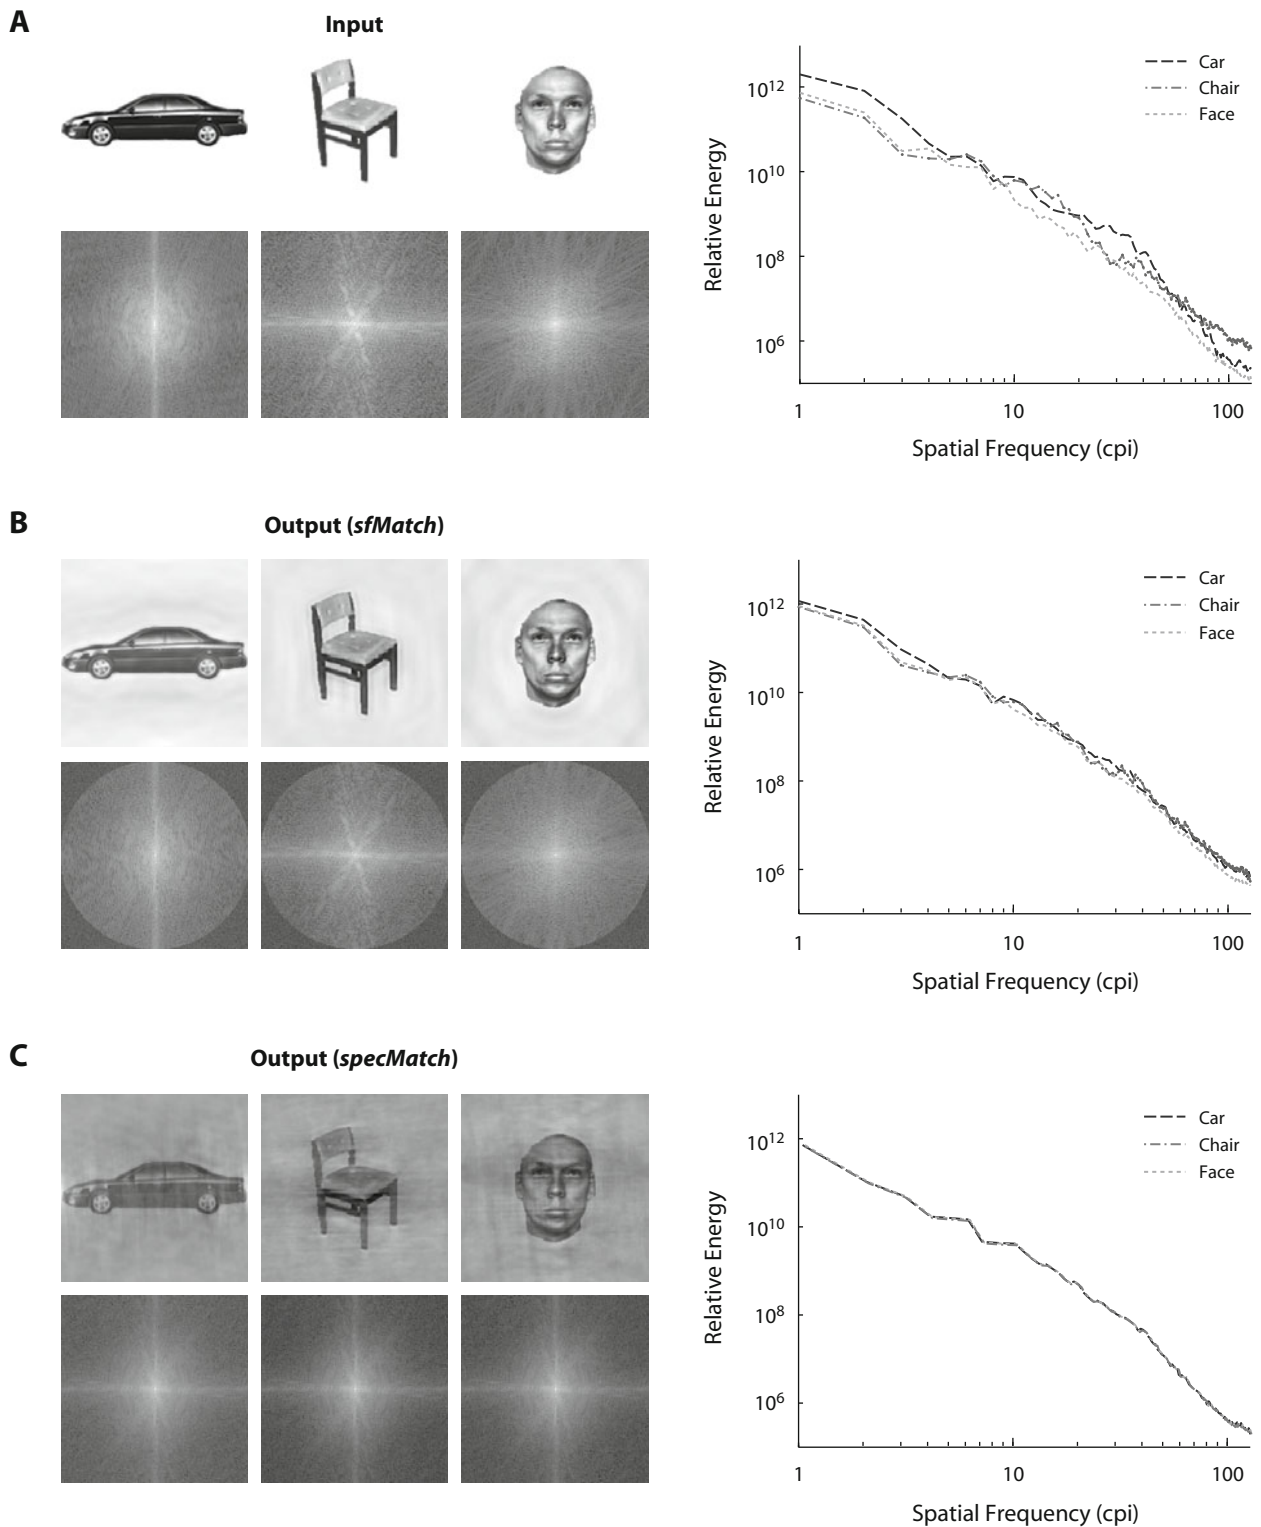 A
Input
Car
Chair
Face
10^12
10^10
10^8
10^6
Relative Energy
1
10
100
Spatial Frequency (cpi)
B
Output (sfMatch)
Car
Chair
Face
10^12
10^10
10^8
10^6
Relative Energy
1
10
100
Spatial Frequency (cpi)
C
Output (specMatch)
Car
Chair
Face
10^12
10^10
10^8
10^6
Relative Energy
1
10
100
Spatial Frequency (cpi)